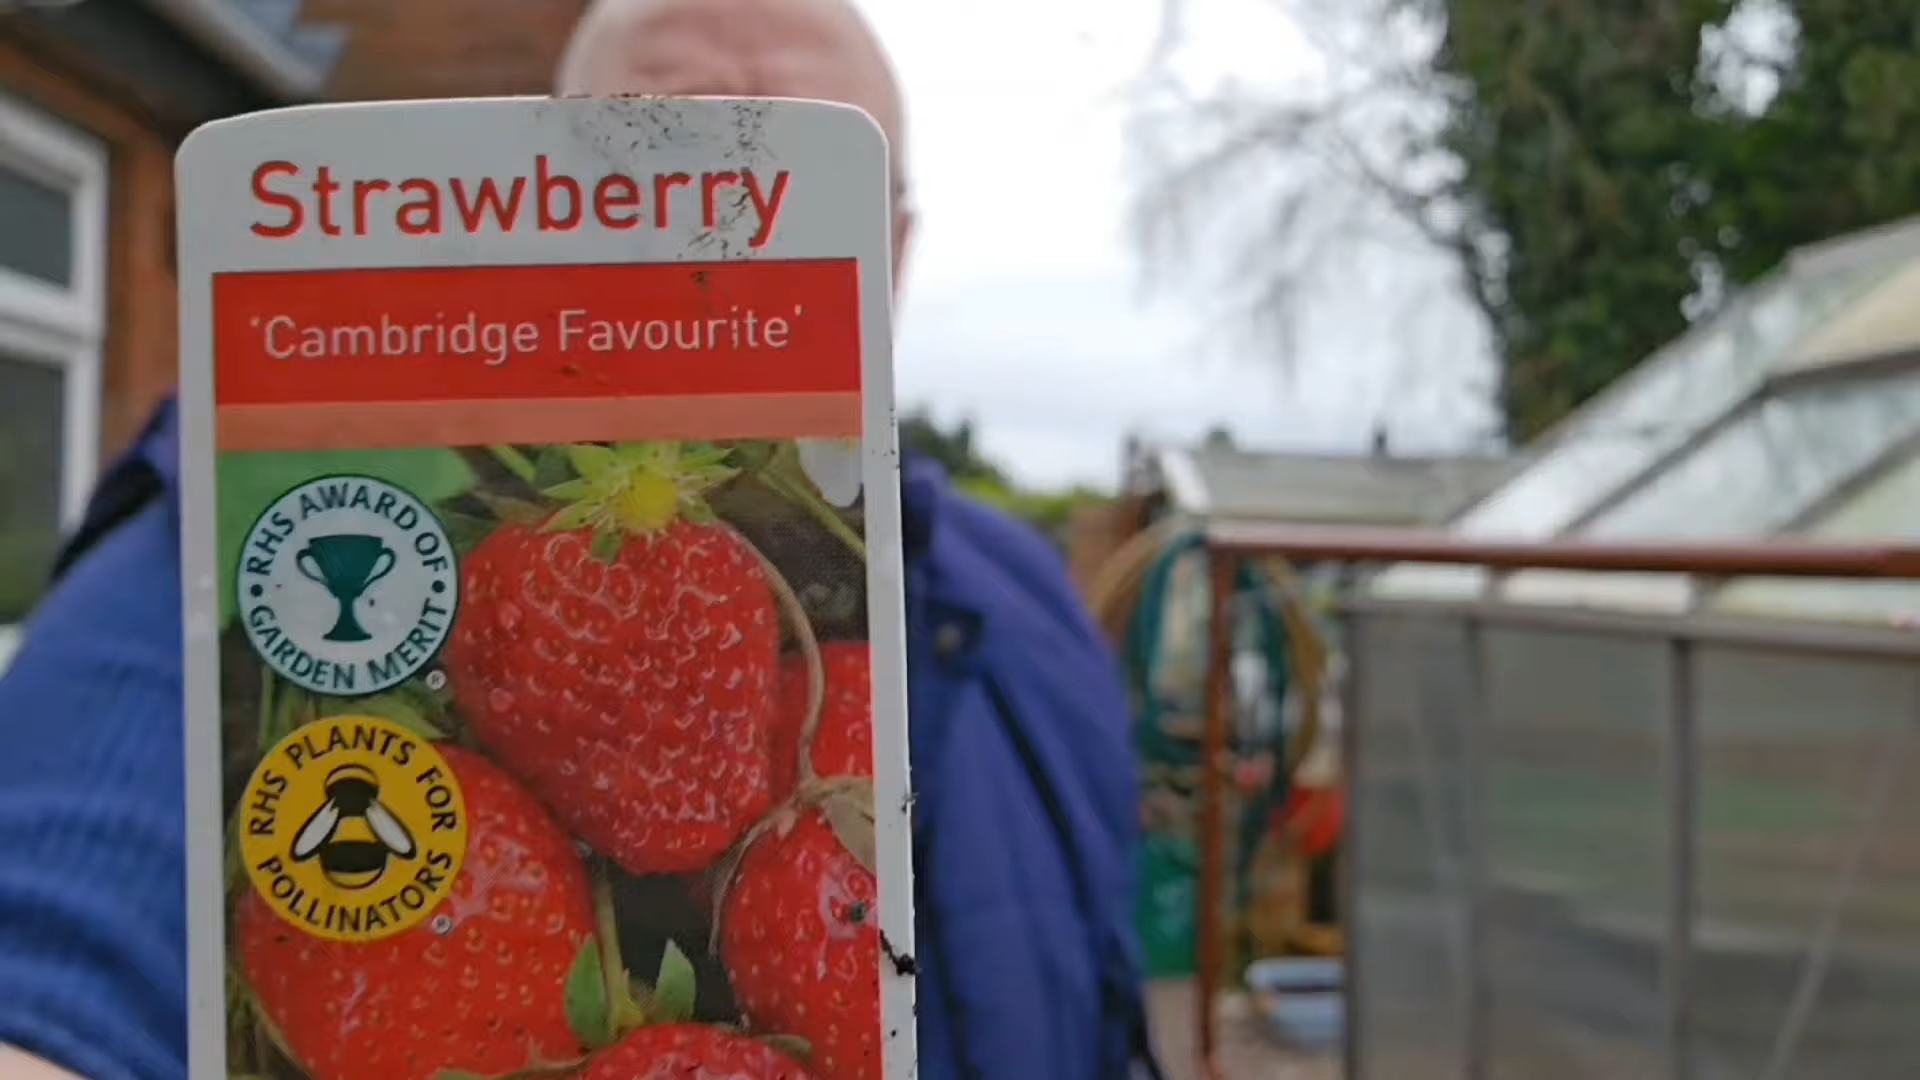 Strawberry
'Cambridge Favourite'
RHS AWARD OF
GARDEN MERIT
®
RHS PLANTS FOR
POLLINATORS
®